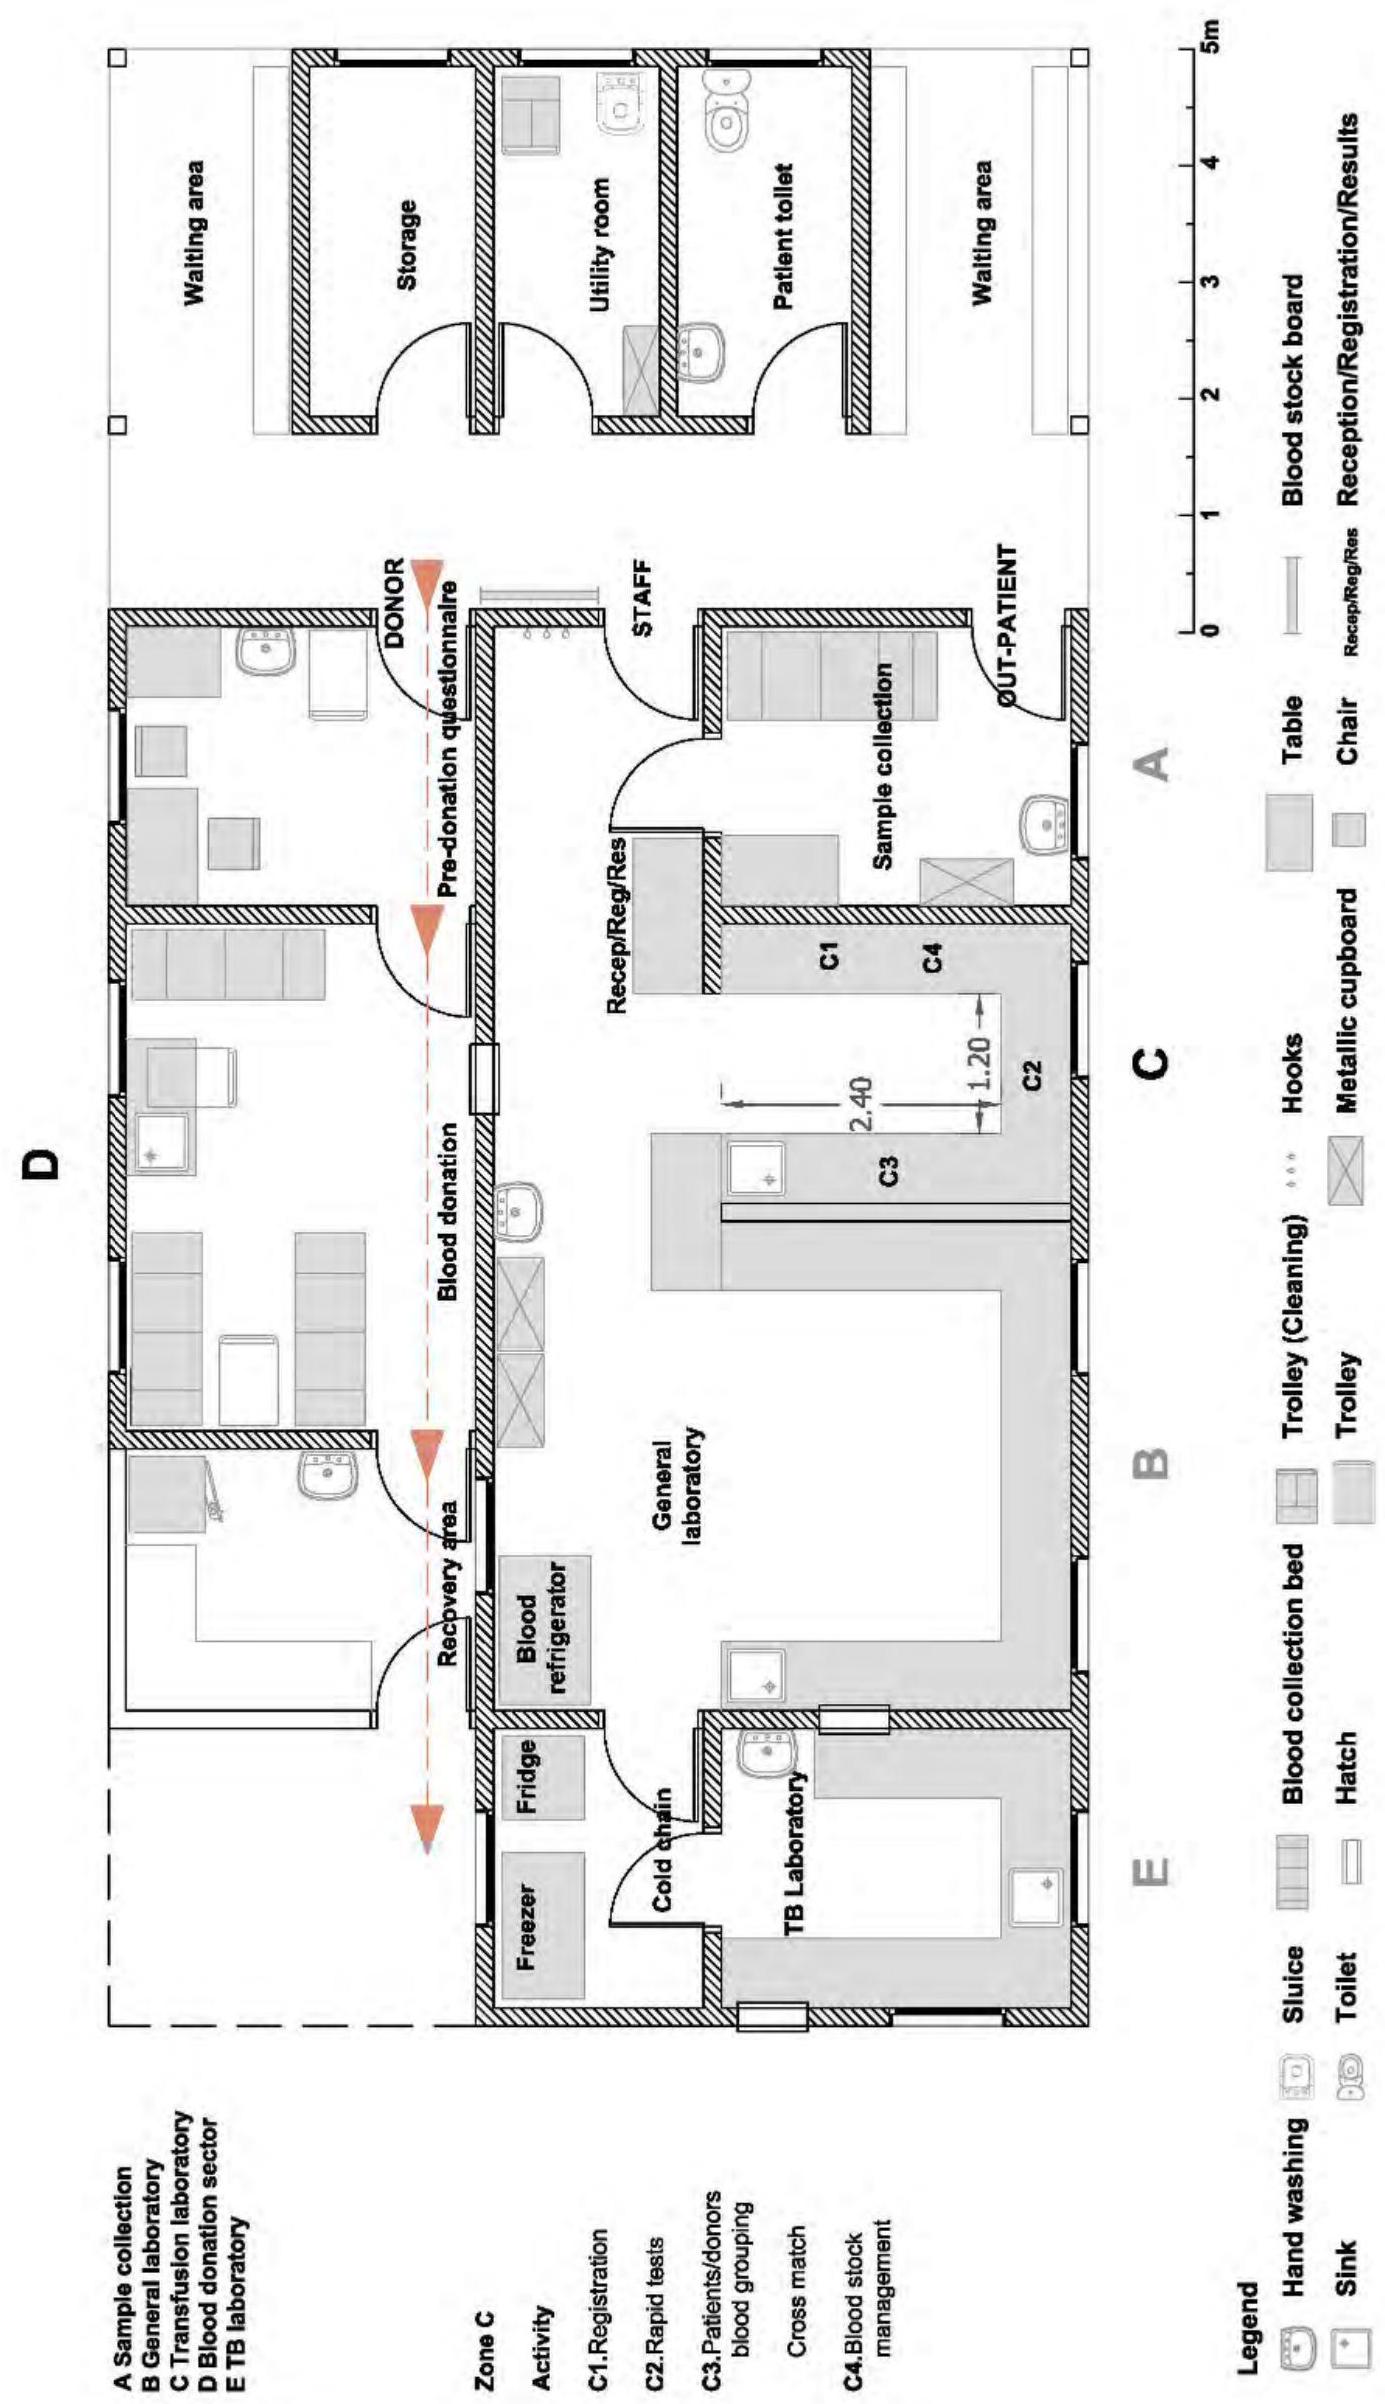 A Sample collection
B General laboratory
C Transfusion laboratory
D Blood donation sector
E TB laboratory
Zone C
Activity
C1.Registration
C2.Rapid tests
C3.Patients/donors
blood grouping
Cross match
C4.Blood stock
management
D
Recovery area
Blood donation
Pre-donation questionnaire
DONOR
Waiting area
Storage
Utility room
Patient toilet
Waiting area
STAFF
OUT-PATIENT
Freezer
Fridge
Cold chain
TB Laboratory
Blood
refrigerator
General
laboratory
Recep/Reg/Res
Sample collection
C1
C4
C2
C3
2.40
1.20
E
B
C
A
0
1
2
3
4
5m
Legend
Hand washing
Sluice
Blood collection bed
Trolley (Cleaning)
Hooks
Table
Blood stock board
Sink
Toilet
Hatch
Trolley
Metallic cupboard
Chair
Recep/Reg/Res
Reception/Registration/Results